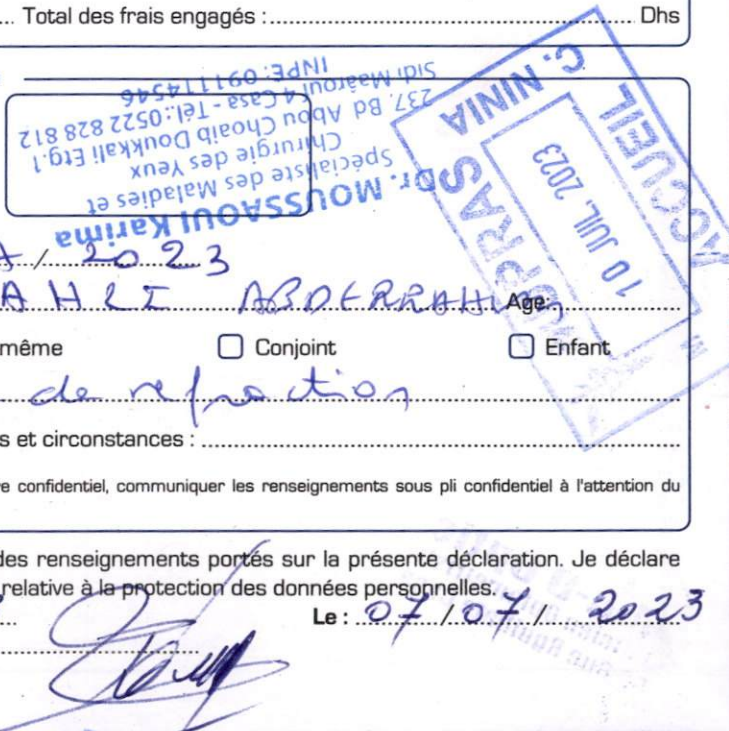 Total des frais engagés : Dhs
Dr. MOUSSAOUI Karima
Spécialiste des Maladies et
Chirurgie des Yeux
237, Bd Abou Choaib Doukkali Etg.1
Sidi Maârouf 4 Casa - Tél.:0522 828 812
INPE: 091114546
MUPRAS
C. NINIA
10 JUIL. 2023
ACCUEIL
/ 2023
AHLI ABDERRAHIM Age:
même Conjoint Enfant
de refraction
s et circonstances :
e confidentiel, communiquer les renseignements sous pli confidentiel à l'attention du
des renseignements portés sur la présente déclaration. Je déclare
relative à la protection des données personnelles.
Le : 07 / 07 / 2023